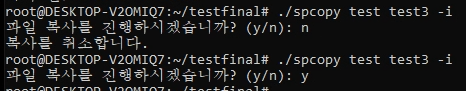 root@DESKTOP-V2OMIQ7:~/testfinal# ./spcopy test test3 -i
파일 복사를 진행하시겠습니까? (y/n): n
복사를 취소합니다.
root@DESKTOP-V2OMIQ7:~/testfinal# ./spcopy test test3 -i
파일 복사를 진행하시겠습니까? (y/n): y